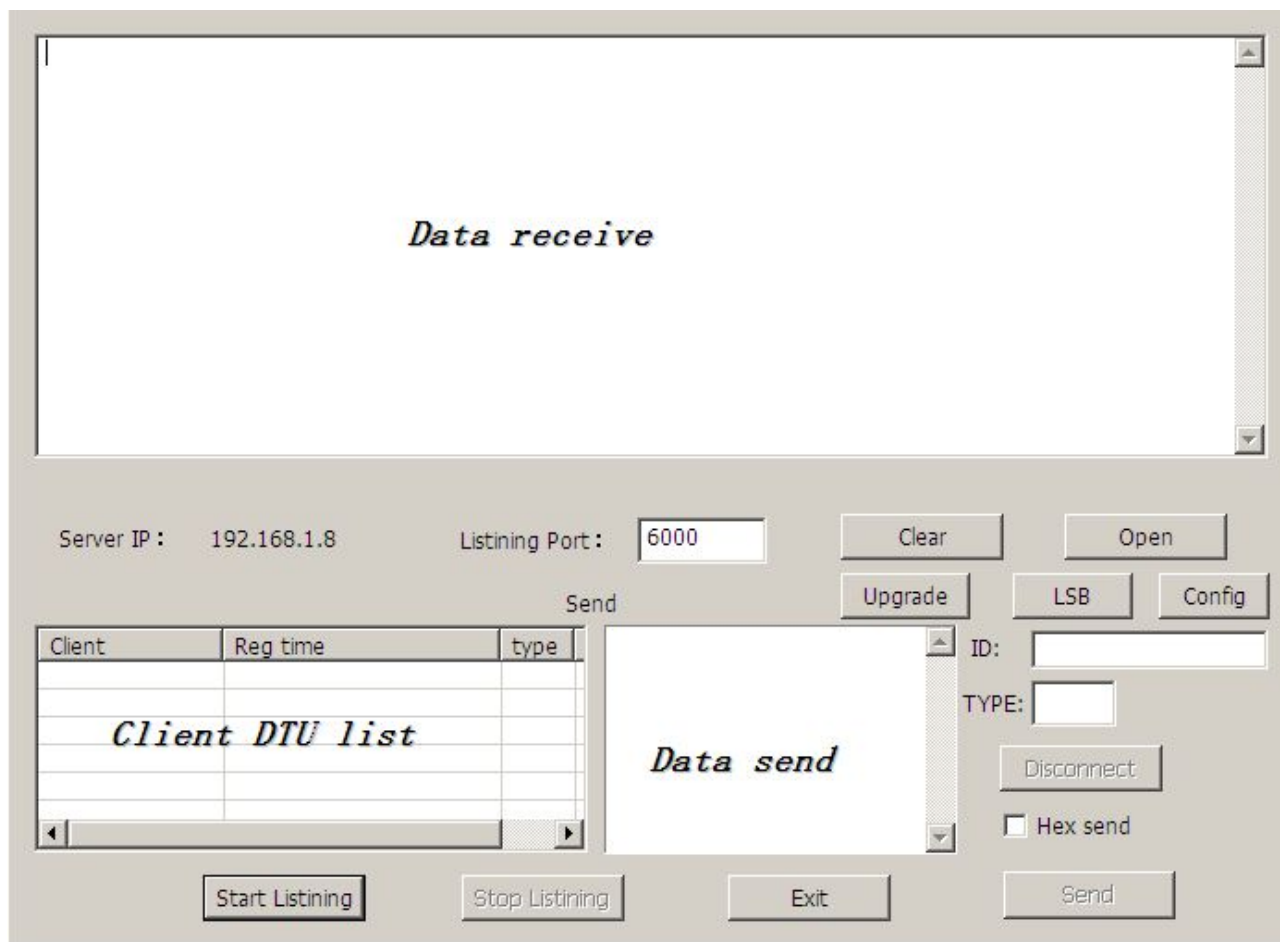 Data receive
Server IP: 192.168.1.8 Listining Port: 6000 Clear Open
Upgrade LSB Config
Send
Client Reg time type
ID:
TYPE:
Client DTU list
Data send
Disconnect
Hex send
Start Listining Stop Listining Exit Send